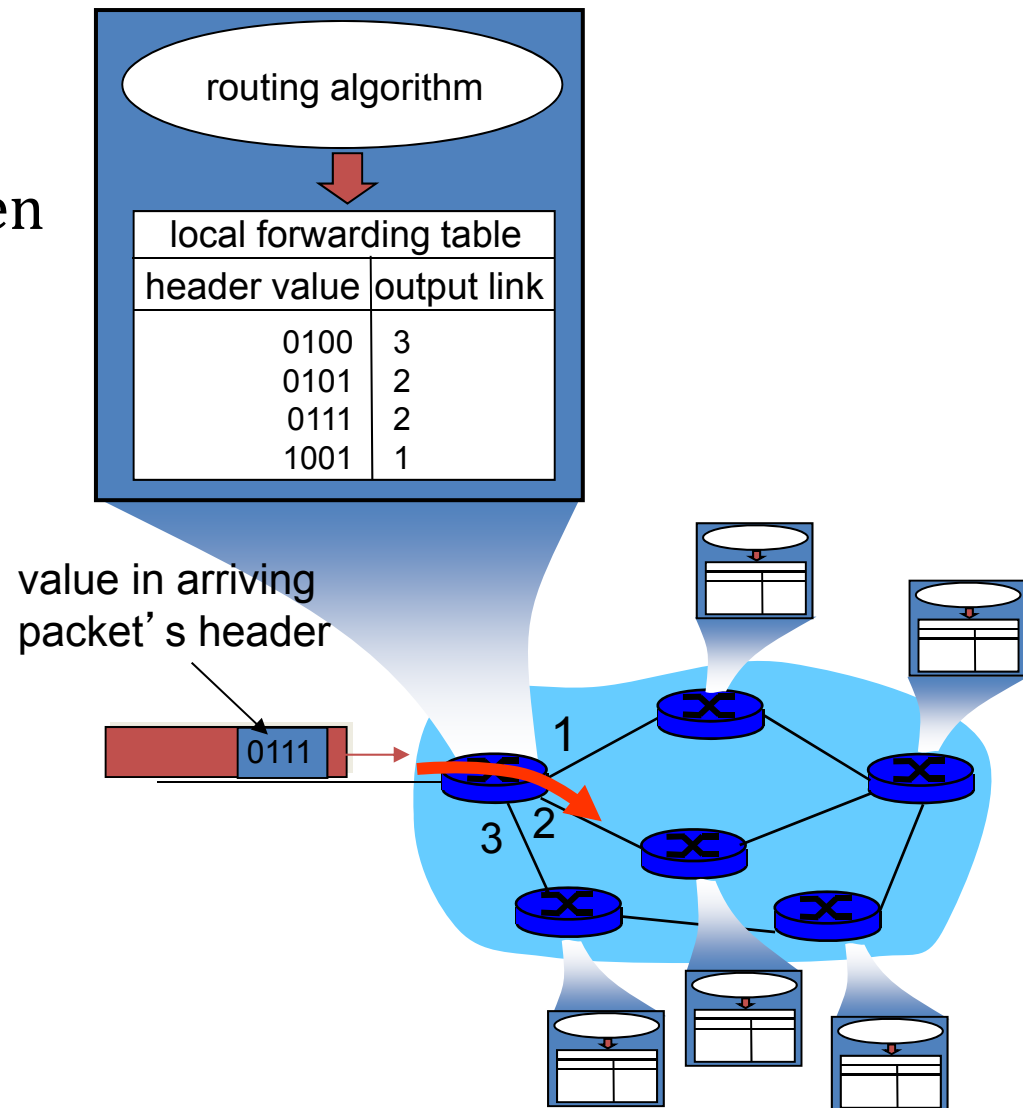 routing algorithm
en
local forwarding table
header value output link
0100 3
0101 2
0111 2
1001 1
value in arriving
packet’s header
0111
1
2
3